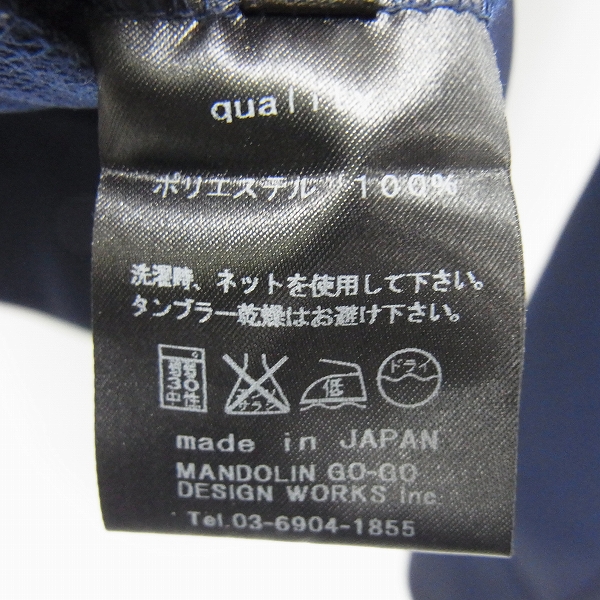 ポリエステル 100%
洗濯時、ネットを使用して下さい。
タンブラー乾燥はお避け下さい。
低
ドライ
made in JAPAN
MANDOLIN GO-GO
DESIGN WORKS inc.
Tel.03-6904-1855